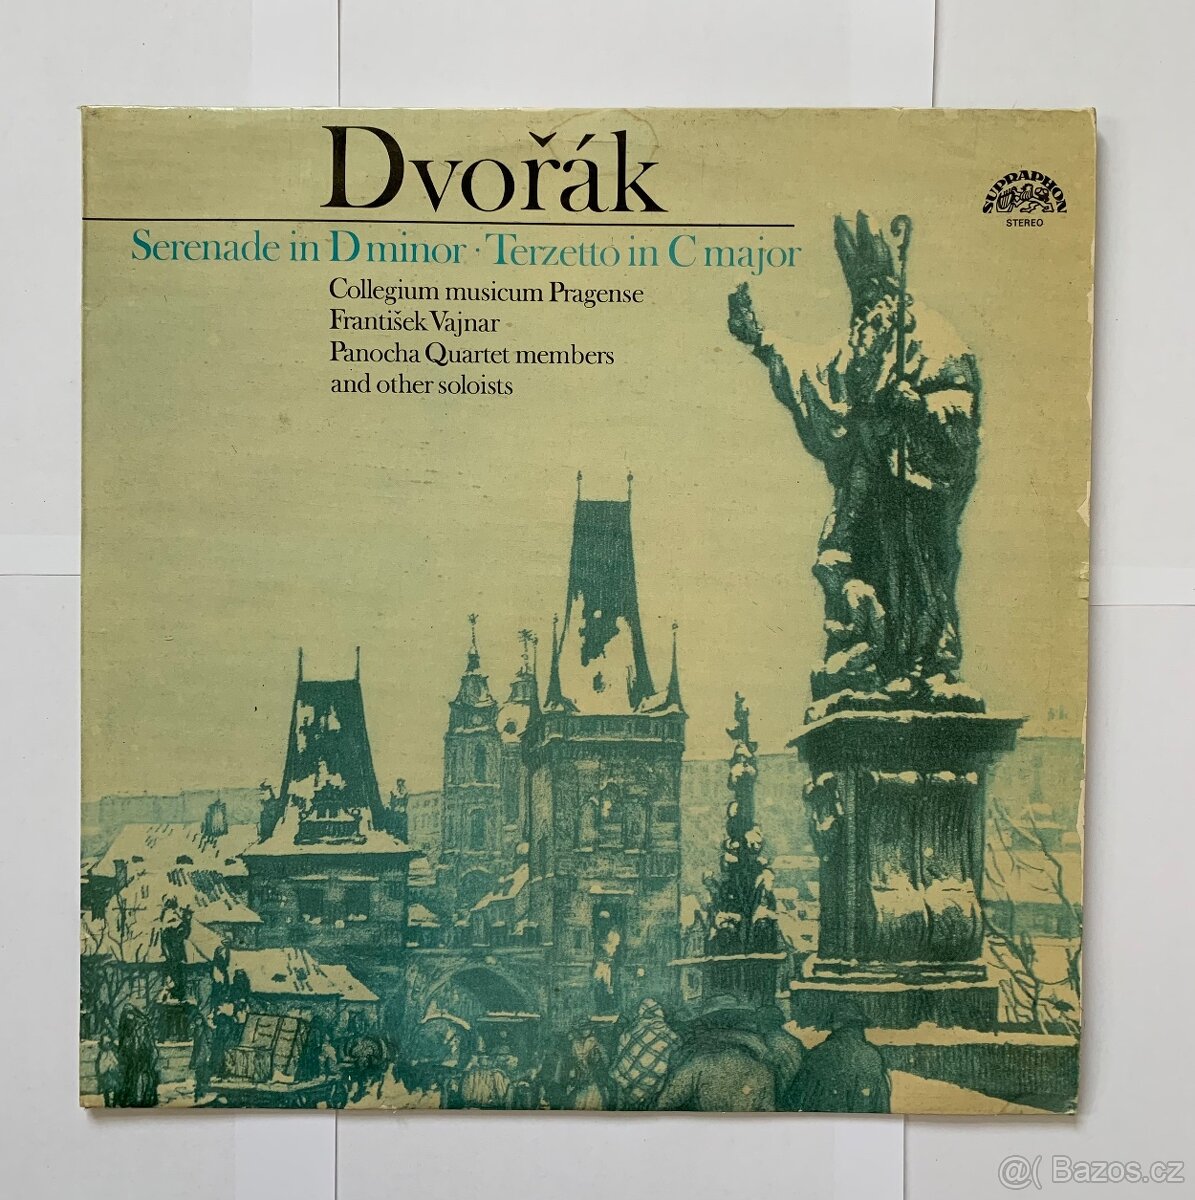 Dvořák
SUPRAPHON
STEREO
Serenade in D minor · Terzetto in C major
Collegium musicum Pragense
František Vajnar
Panocha Quartet members
and other soloists
@( Bazos.cz